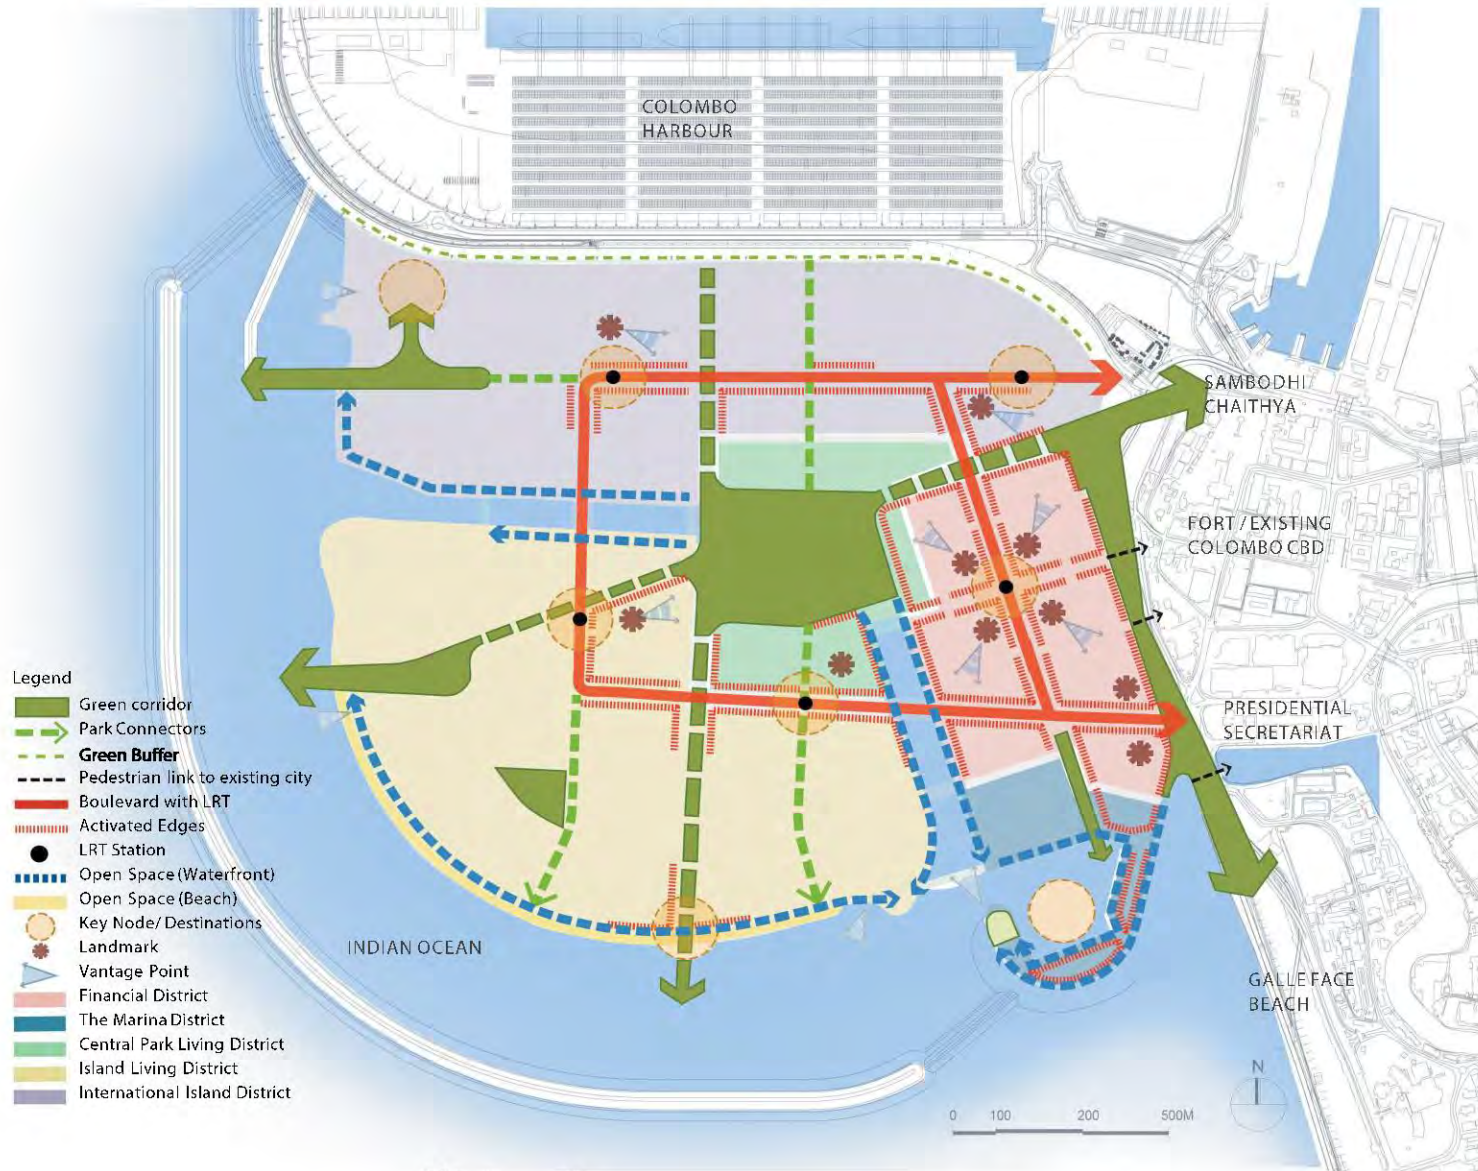 COLOMBO
HARBOUR
SAMBODHI
CHAITHYA
FORT / EXISTING
COLOMBO CBD
PRESIDENTIAL
SECRETARIAT
INDIAN OCEAN
GALLE FACE
BEACH
Legend
Green corridor
Park Connectors
Green Buffer
Pedestrian link to existing city
Boulevard with LRT
Activated Edges
LRT Station
Open Space (Waterfront)
Open Space (Beach)
Key Node/ Destinations
Landmark
Vantage Point
Financial District
The Marina District
Central Park Living District
Island Living District
International Island District
N
0 100 200 500M